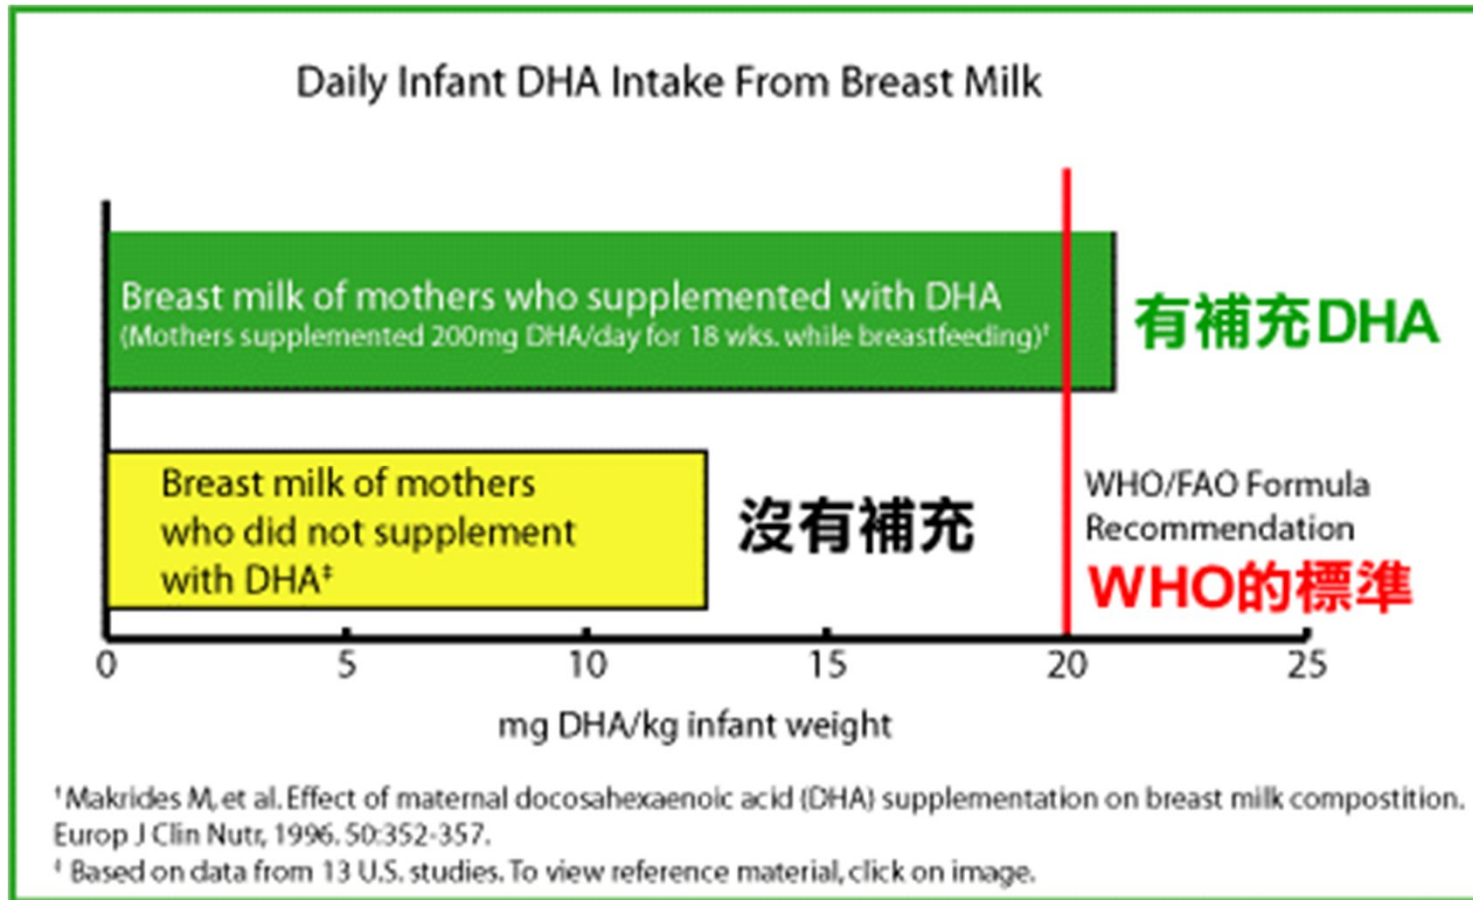 Daily Infant DHA Intake From Breast Milk
Breast milk of mothers who supplemented with DHA
(Mothers supplemented 200mg DHA/day for 18 wks. while breastfeeding)†
有補充DHA
Breast milk of mothers
who did not supplement
with DHA‡
沒有補充
WHO/FAO Formula
Recommendation
WHO的標準
0 5 10 15 20 25
mg DHA/kg infant weight
†Makrides M, et al. Effect of maternal docosahexaenoic acid (DHA) supplementation on breast milk compostition.
Europ J Clin Nutr, 1996. 50:352-357.
‡ Based on data from 13 U.S. studies. To view reference material, click on image.